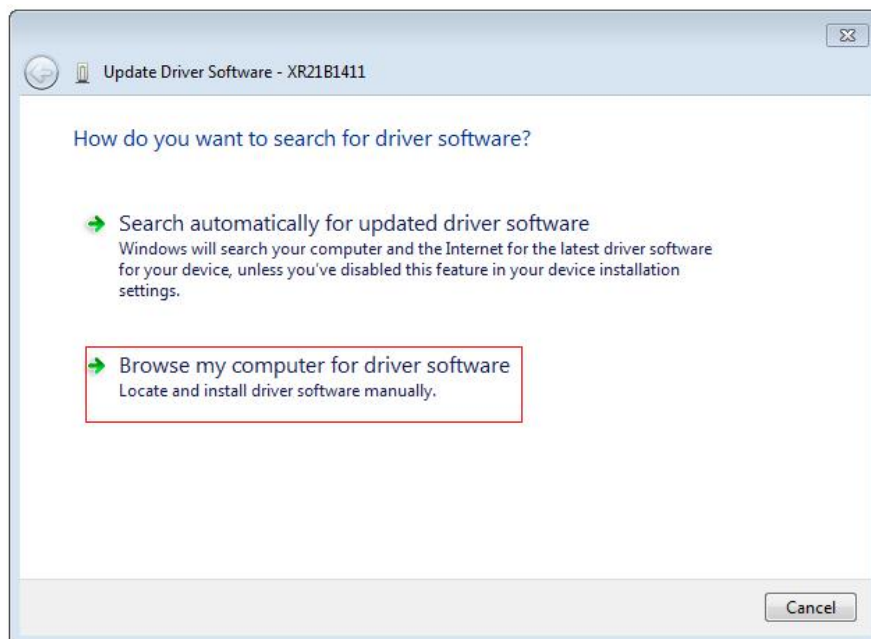 Update Driver Software - XR21B1411
How do you want to search for driver software?
Search automatically for updated driver software
Windows will search your computer and the Internet for the latest driver software
for your device, unless you've disabled this feature in your device installation
settings.
Browse my computer for driver software
Locate and install driver software manually.
Cancel